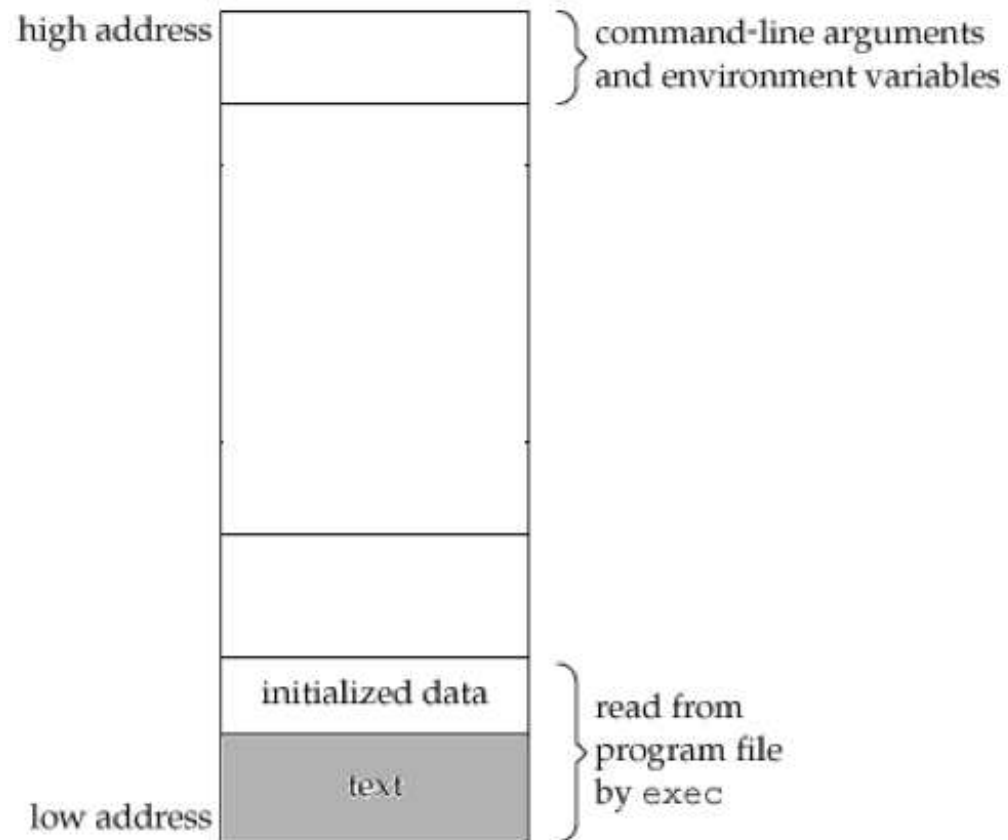 high address
command-line arguments
and environment variables
initialized data
read from
program file
by exec
text
low address